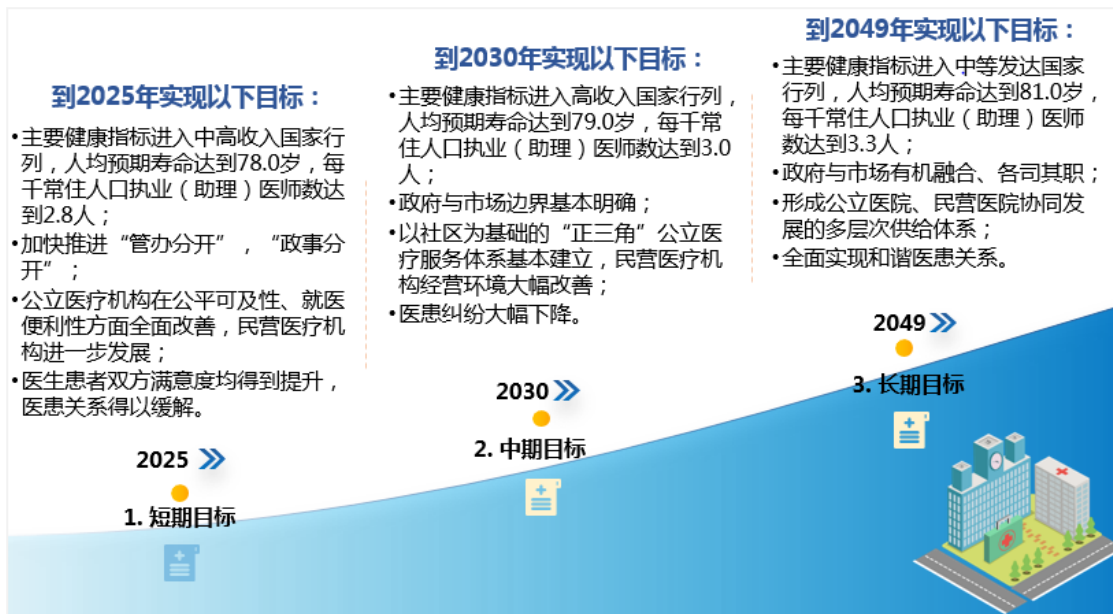 到2025年实现以下目标：
•主要健康指标进入中高收入国家行
列，人均预期寿命达到78.0岁，每
千常住人口执业（助理）医师数达
到2.8人；
•加快推进“管办分开”，“政事分
开”；
•公立医疗机构在公平可及性、就医
便利性方面全面改善，民营医疗机
构进一步发展；
•医生患者双方满意度均得到提升，
医患关系得以缓解。
2025
1. 短期目标
到2030年实现以下目标：
•主要健康指标进入高收入国家行列，
人均预期寿命达到79.0岁，每千常
住人口执业（助理）医师数达到3.0
人；
•政府与市场边界基本明确；
•以社区为基础的“正三角”公立医
疗服务体系基本建立，民营医疗机
构经营环境大幅改善；
•医患纠纷大幅下降。
2030
2. 中期目标
到2049年实现以下目标：
•主要健康指标进入中等发达国家
行列，人均预期寿命达到81.0岁，
每千常住人口执业（助理）医师
数达到3.3人；
•政府与市场有机融合、各司其职；
•形成公立医院、民营医院协同发
展的多层次供给体系；
•全面实现和谐医患关系。
2049
3. 长期目标